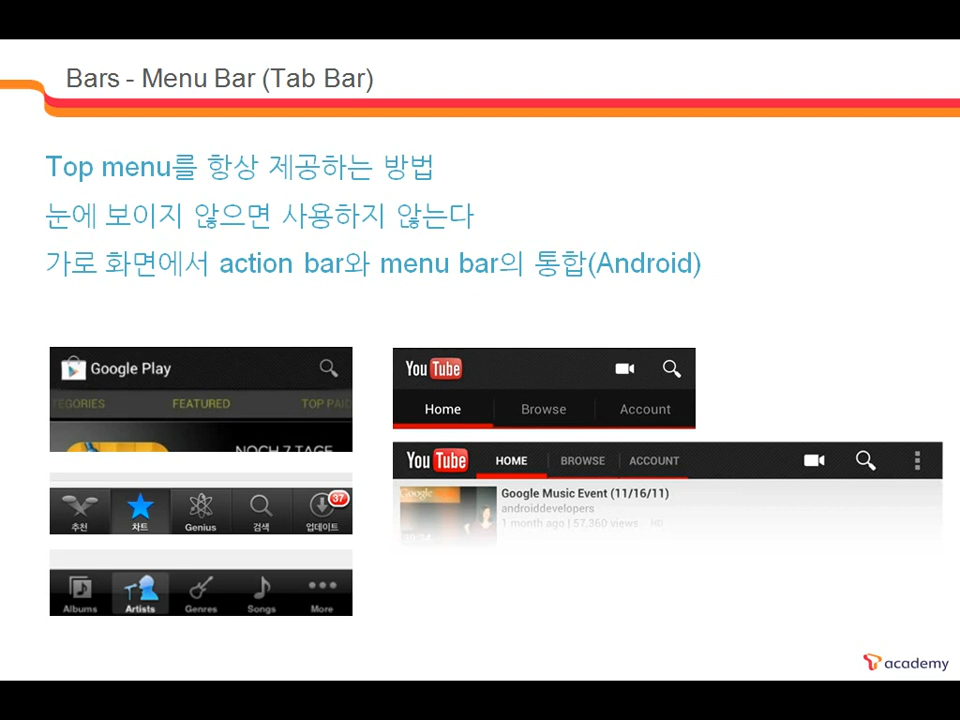 Bars - Menu Bar (Tab Bar)
Top menu를 항상 제공하는 방법
눈에 보이지 않으면 사용하지 않는다
가로 화면에서 action bar와 menu bar의 통합(Android)
Google Play
EGORIES FEATURED TOP PAID
NOCH 7 TAGE
추천 차트 Genius 검색 업데이트 37
Albums Artists Genres Songs More
YouTube
Home Browse Account
YouTube HOME BROWSE ACCOUNT
Google
Google Music Event (11/16/11)
androiddevelopers
1 month ago | 57,360 views HD
T academy